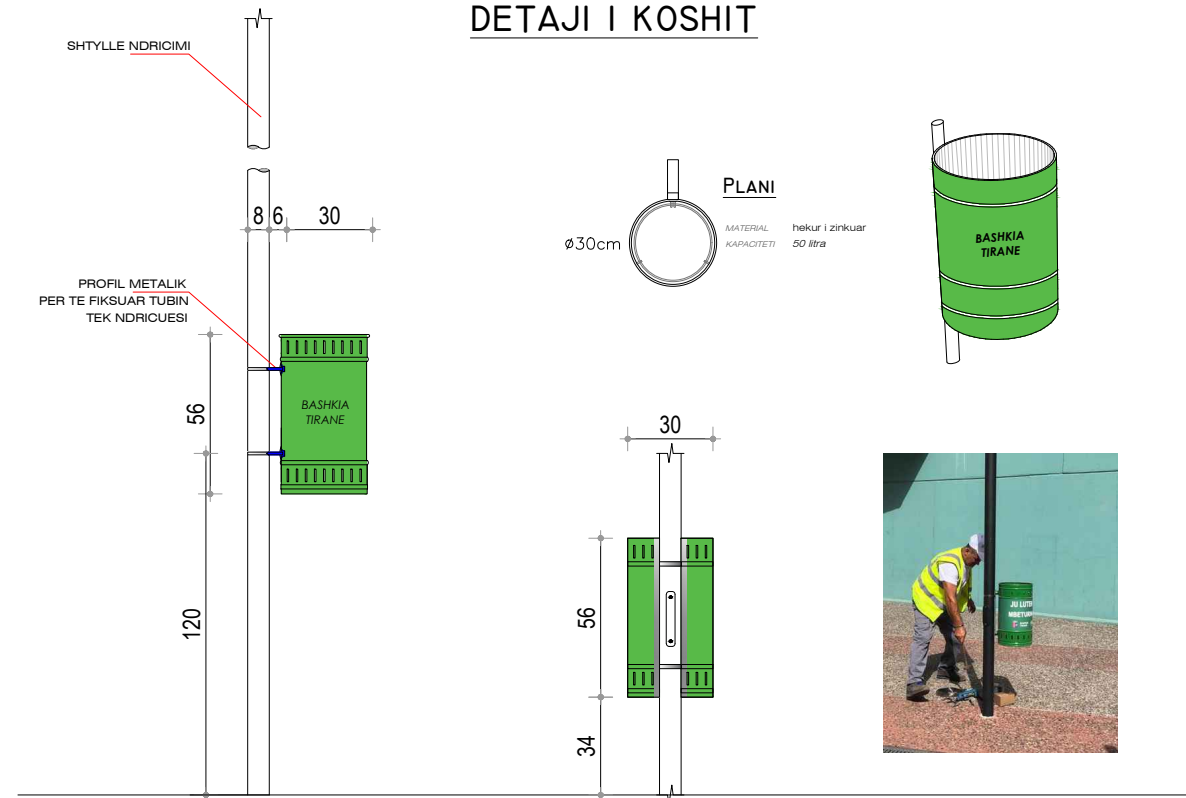 DETAJI I KOSHIT
SHTYLLE NDRICIMI
8 6 30
PROFIL METALIK
PER TE FIKSUAR TUBIN
TEK NDRICUESI
56
BASHKIA
TIRANE
120
PLANI
Ø30cm
MATERIAL hekur i zinkuar
KAPACITETI 50 litra
BASHKIA
TIRANE
30
56
34
JU LUTEM